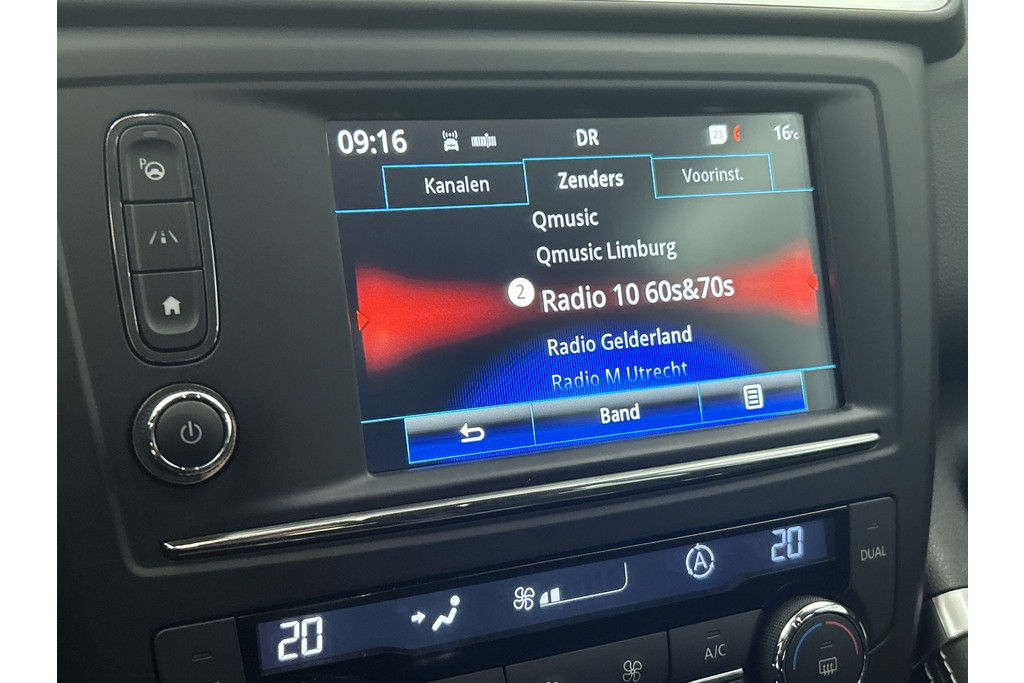 09:16 DR 23 16°C
Kanalen Zenders Voorinst.
Qmusic
Qmusic Limburg
2 Radio 10 60s&70s
Radio Gelderland
Radio M Utrecht
Band
P
20 A 20
DUAL
A/C